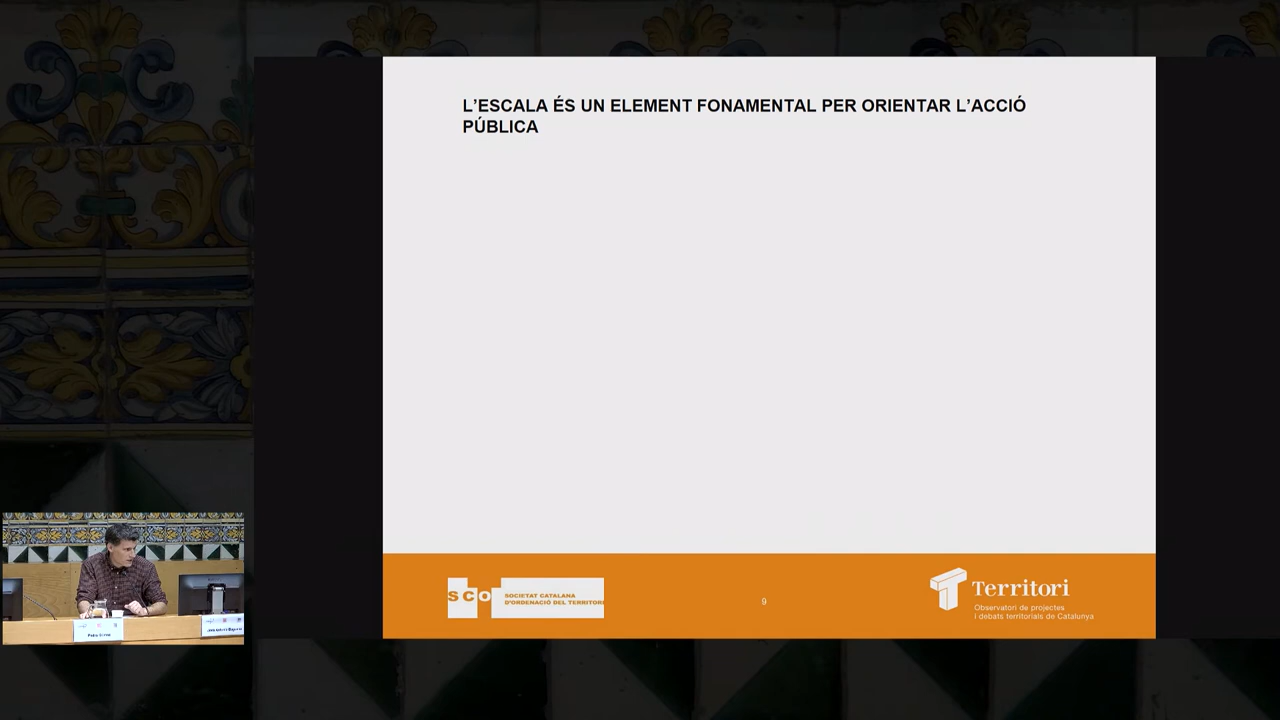 L'ESCALA ÉS UN ELEMENT FONAMENTAL PER ORIENTAR L'ACCIÓ
PÚBLICA
SCO
SOCIETAT CATALANA
D'ORDENACIÓ DEL TERRITORI
9
Territori
Observatori de projectes
i debats territorials de Catalunya